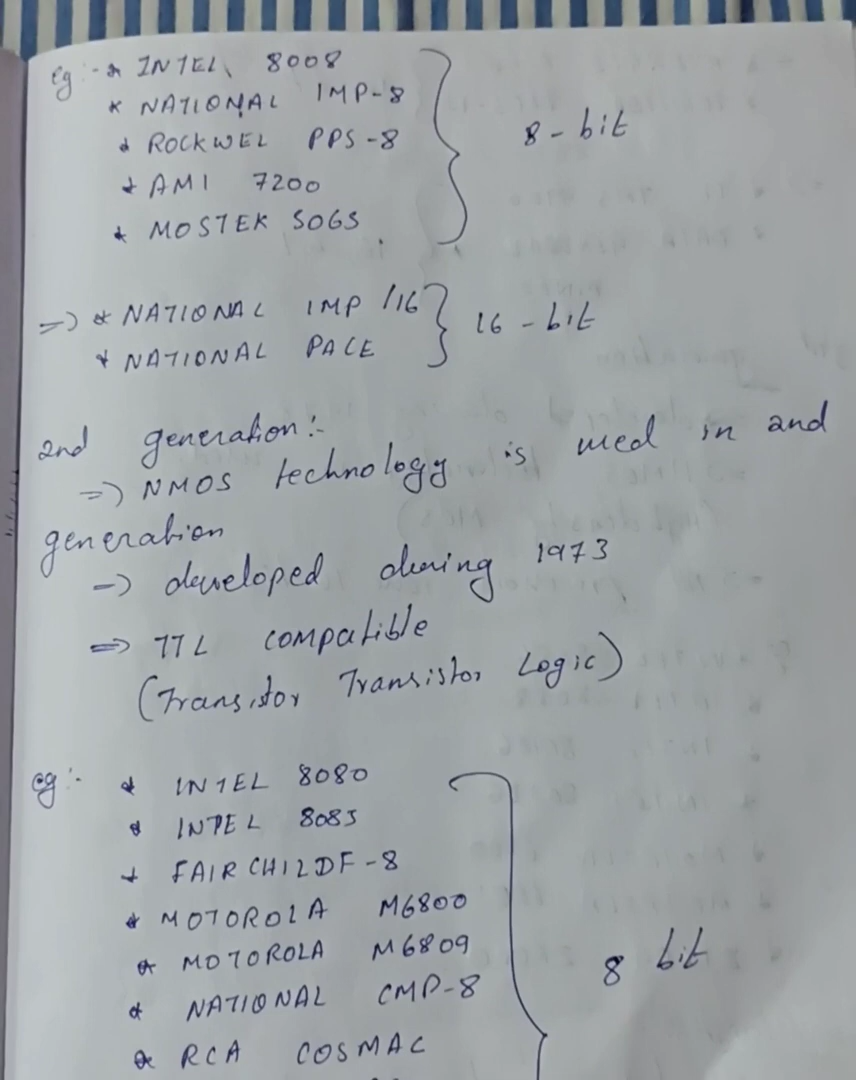 eg :- * INTEL 8008
* NATIONAL IMP-8
* ROCKWEL PPS-8
* AMI 7200
* MOSTEK 5065
8-bit
=> * NATIONAL IMP/16
* NATIONAL PACE
16-bit
2nd generation:-
=> NMOS technology is used in 2nd
generation
-> developed during 1973
=> TTL compatible
(Transistor Transistor Logic)
eg :- * INTEL 8080
* INTEL 8085
* FAIRCHILDF-8
* MOTOROLA M6800
* MOTOROLA M6809
* NATIONAL CMP-8
* RCA COSMAC
8 bit